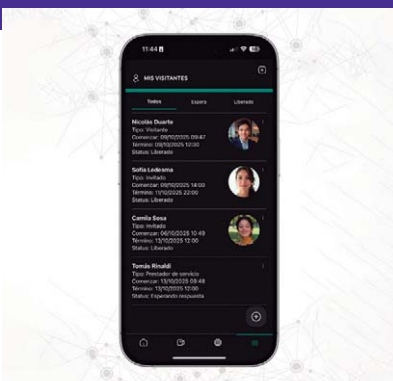 11:44
MIS VISITANTES
Todos Espera Liberado
Nicolás Duarte
Tipo: Visitante
Comenzar: 09/10/2025 09:47
Término: 09/10/2025 12:30
Status: Liberado
Sofía Ledesma
Tipo: Invitado
Comenzar: 09/10/2025 14:00
Término: 11/10/2025 22:00
Status: Liberado
Camila Sosa
Tipo: Invitado
Comenzar: 06/10/2025 10:49
Término: 13/10/2025 12:00
Status: Liberado
Tomás Rinaldi
Tipo: Prestador de servicio
Comenzar: 13/10/2025 09:48
Término: 13/10/2025 12:00
Status: Esperando respuesta